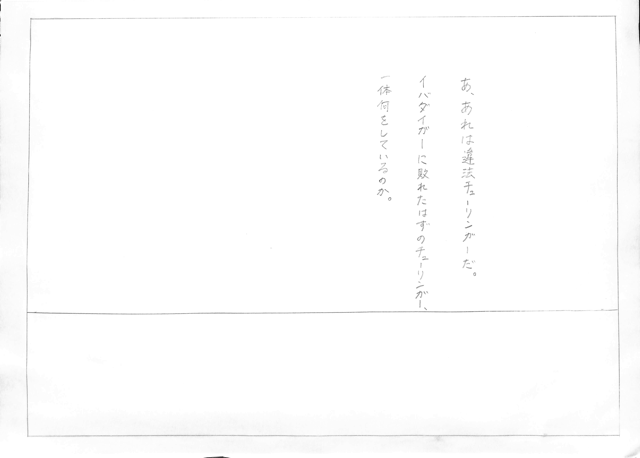 あ、あれは違法チューリンガーだ。
イバダイガーに敗れたはずのチューリンガー、
一体何をしているのか。